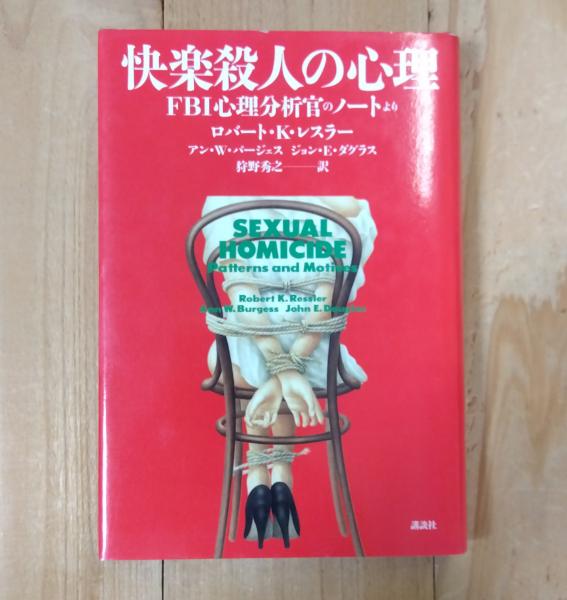 快楽殺人の心理
FBI心理分析官のノートより
ロバート・K・レスラー
アン・W・バージェス ジョン・E・ダグラス
狩野秀之——訳
SEXUAL
HOMICIDE
Patterns and Motives
Robert K. Ressler
Ann W. Burgess John E. Douglas
講談社